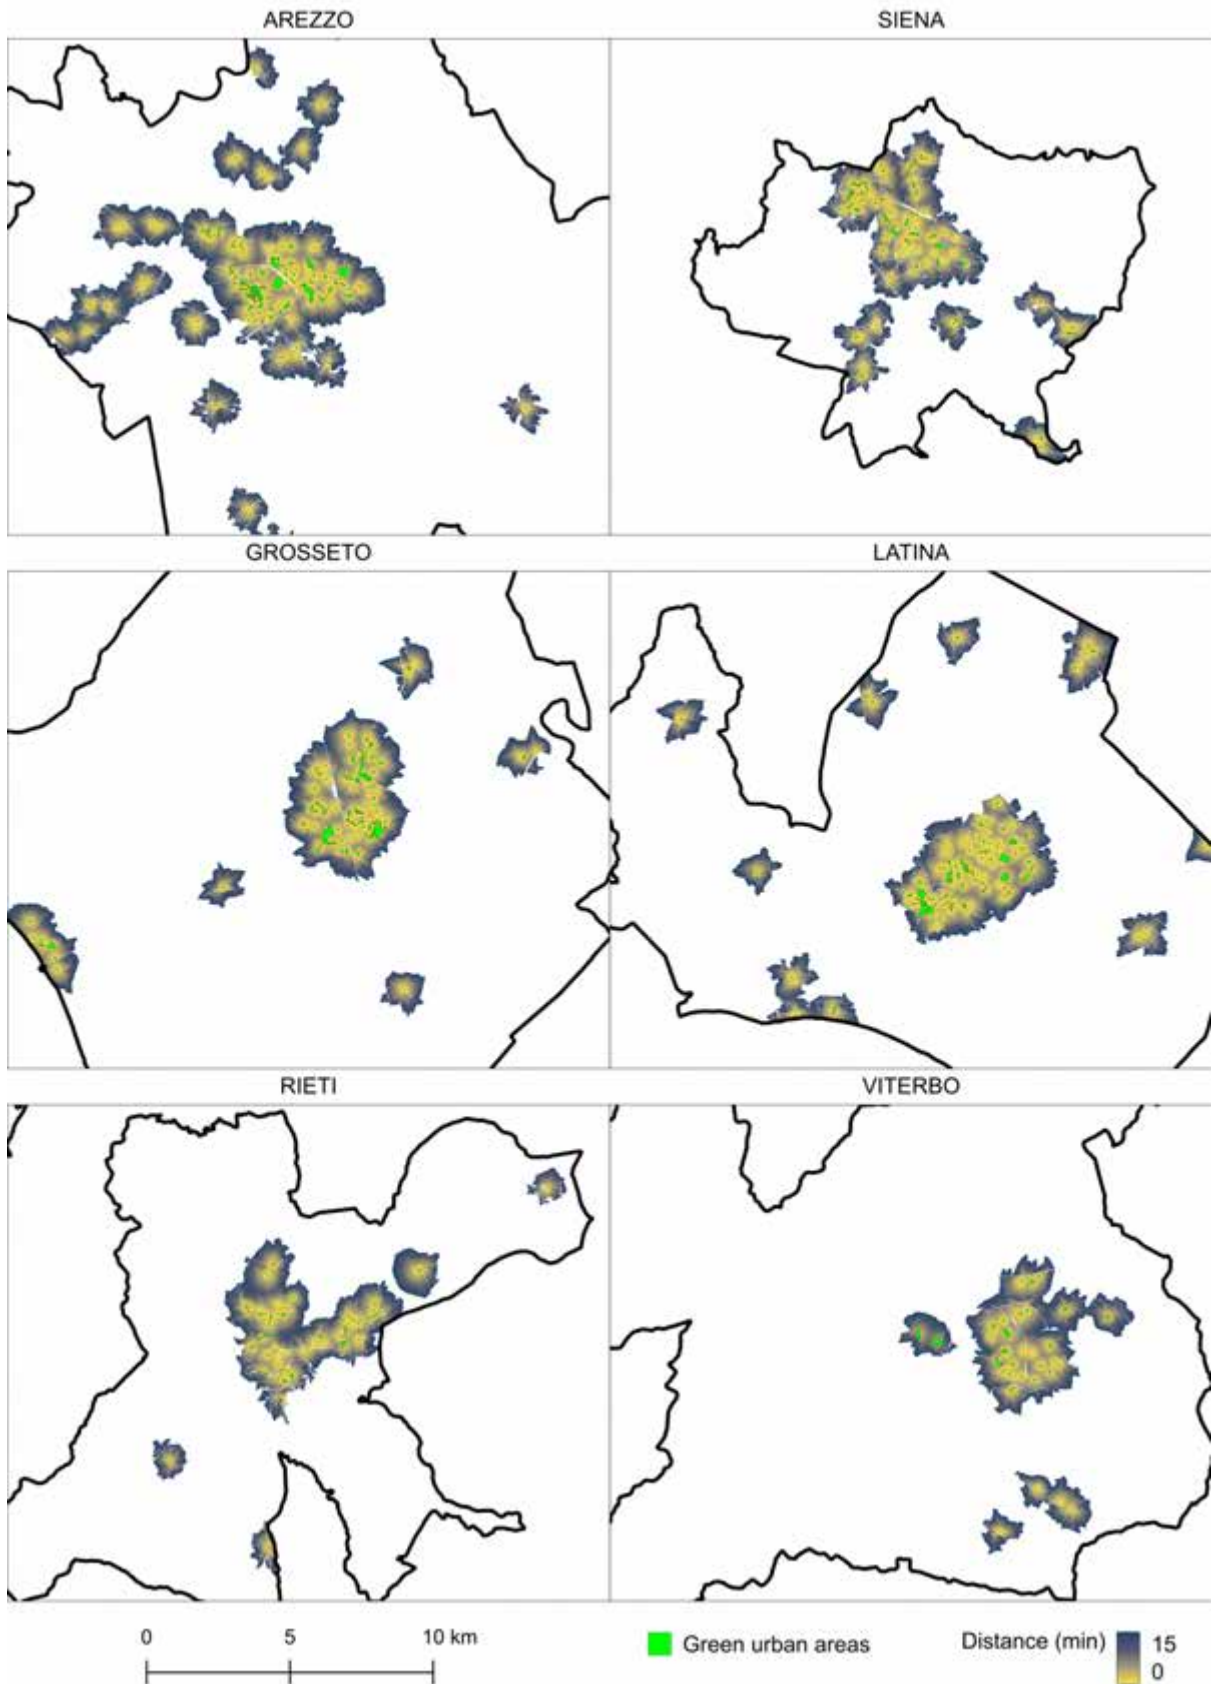 AREZZO
SIENA
GROSSETO
LATINA
RIETI
VITERBO
0 5 10 km
Green urban areas
Distance (min) 15
0